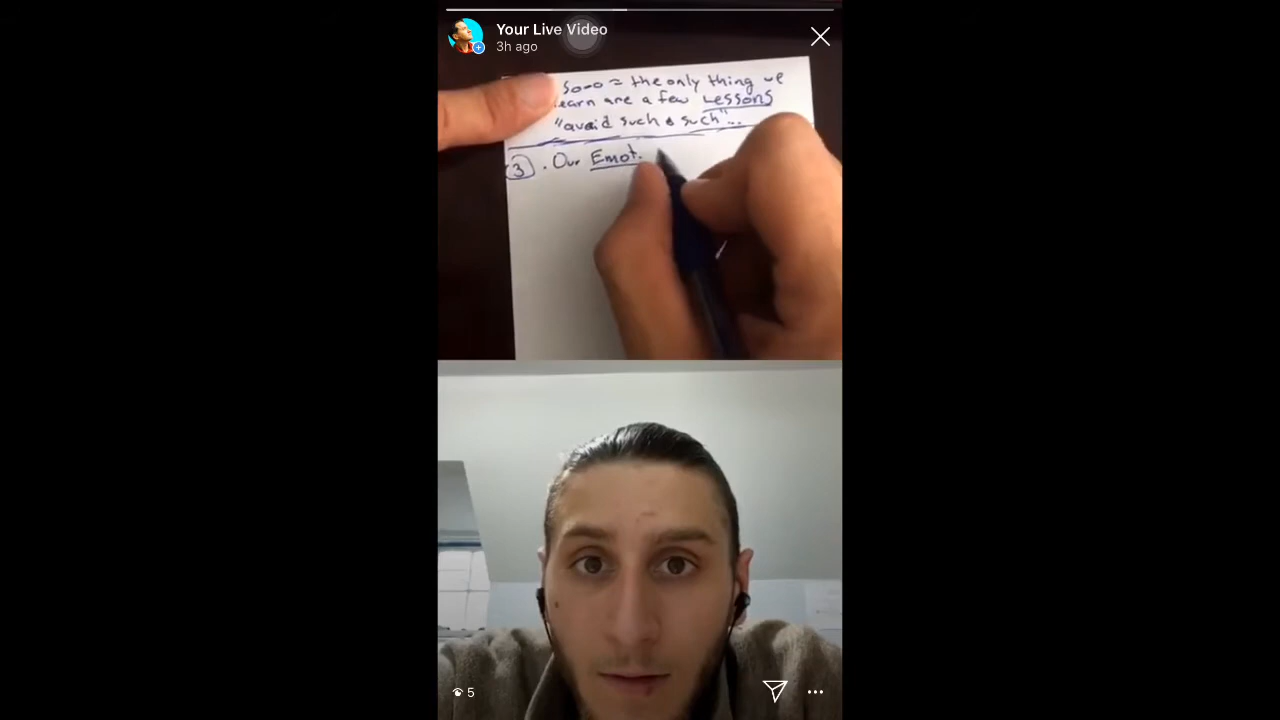 Your Live Video
3h ago
Sooo = the only thing we
learn are a few Lessons
"avoid such & such"...
3. Our Emot.
5